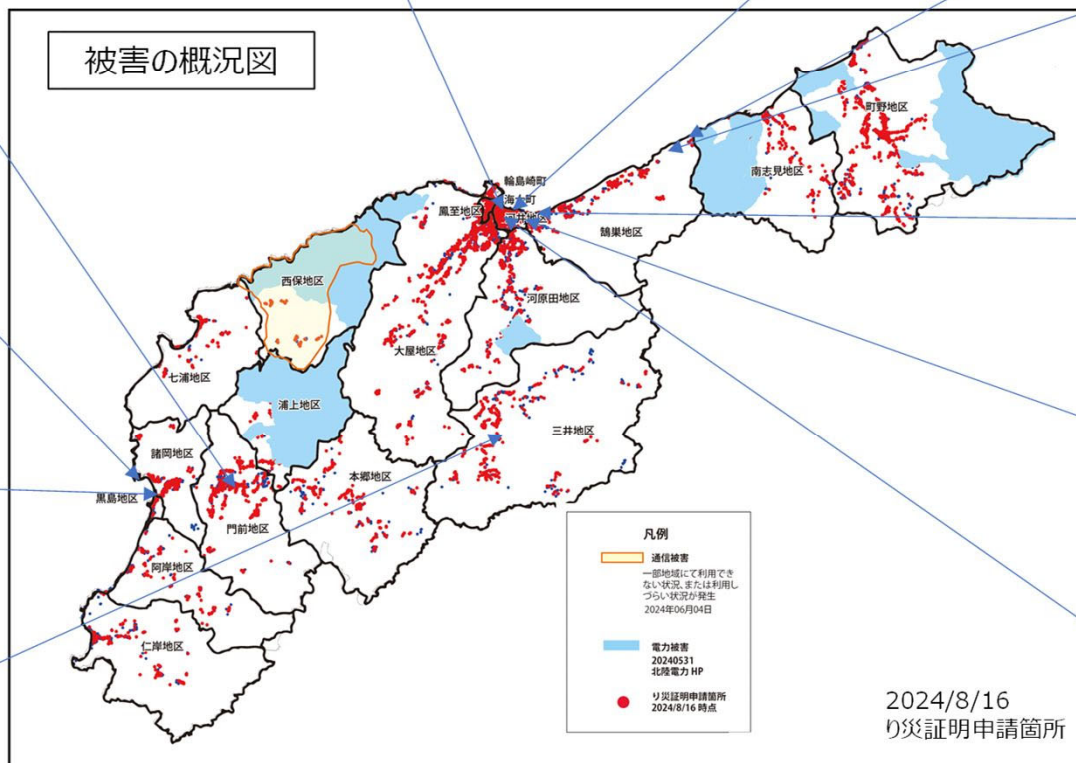 被害の概況図
町野地区
南志見地区
輪島崎町
海士町
鳳至地区
鵠巣地区
西保地区
河原田地区
大屋地区
七浦地区
浦上地区
三井地区
諸岡地区
本郷地区
黒島地区
門前地区
阿岸地区
仁岸地区
凡例
通信被害
一部地域にて利用でき
ない状況、または利用し
づらい状況が発生
2024年06月04日
電力被害
20240531
北陸電力 HP
り災証明申請箇所
2024/8/16 時点
2024/8/16
り災証明申請箇所